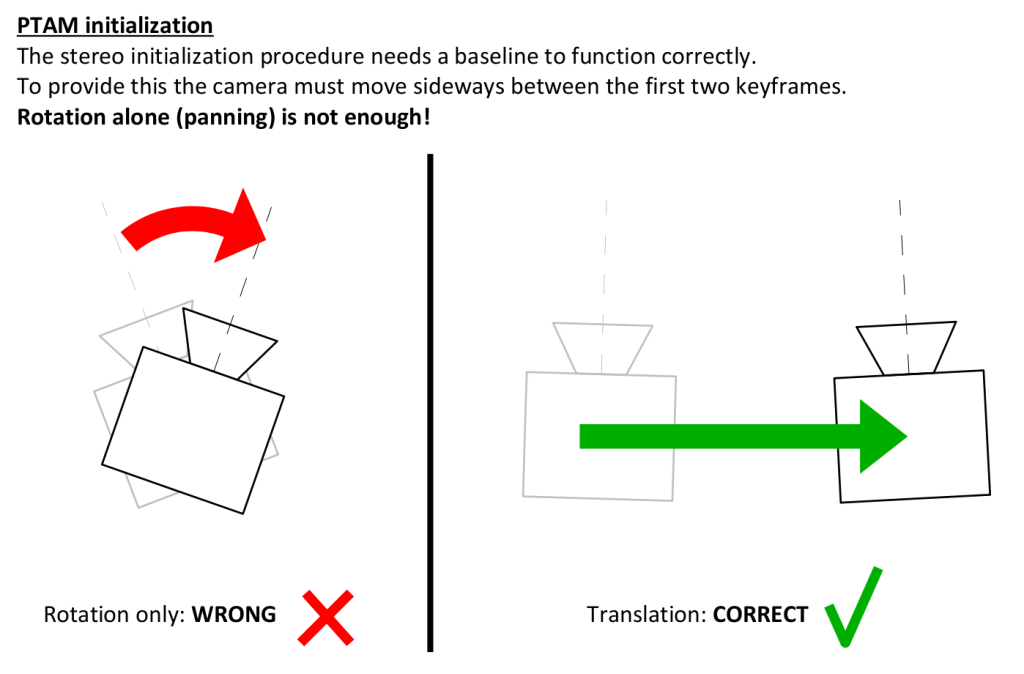 PTAM initialization
The stereo initialization procedure needs a baseline to function correctly.
To provide this the camera must move sideways between the first two keyframes.
Rotation alone (panning) is not enough!
Rotation only: WRONG
Translation: CORRECT